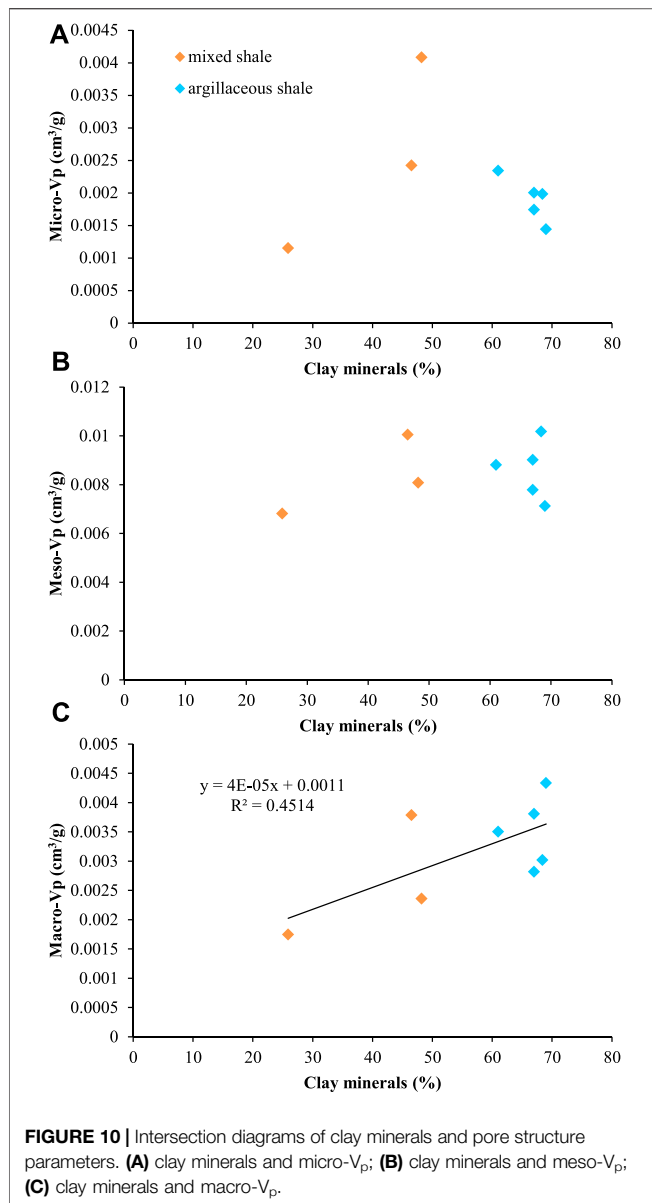 A
0.0045
0.004
0.0035
0.003
0.0025
0.002
0.0015
0.001
0.0005
0
Micro-Vp (cm³/g)
mixed shale
argillaceous shale
0 10 20 30 40 50 60 70 80
Clay minerals (%)
B
0.012
0.01
0.008
0.006
0.004
0.002
0
Meso-Vp (cm³/g)
0 10 20 30 40 50 60 70 80
Clay minerals (%)
C
0.005
0.0045
0.004
0.0035
0.003
0.0025
0.002
0.0015
0.001
0.0005
0
Macro-Vp (cm³/g)
y = 4E-05x + 0.0011
R² = 0.4514
0 10 20 30 40 50 60 70 80
Clay minerals (%)
FIGURE 10 | Intersection diagrams of clay minerals and pore structure
parameters. (A) clay minerals and micro-Vₚ; (B) clay minerals and meso-Vₚ;
(C) clay minerals and macro-Vₚ.